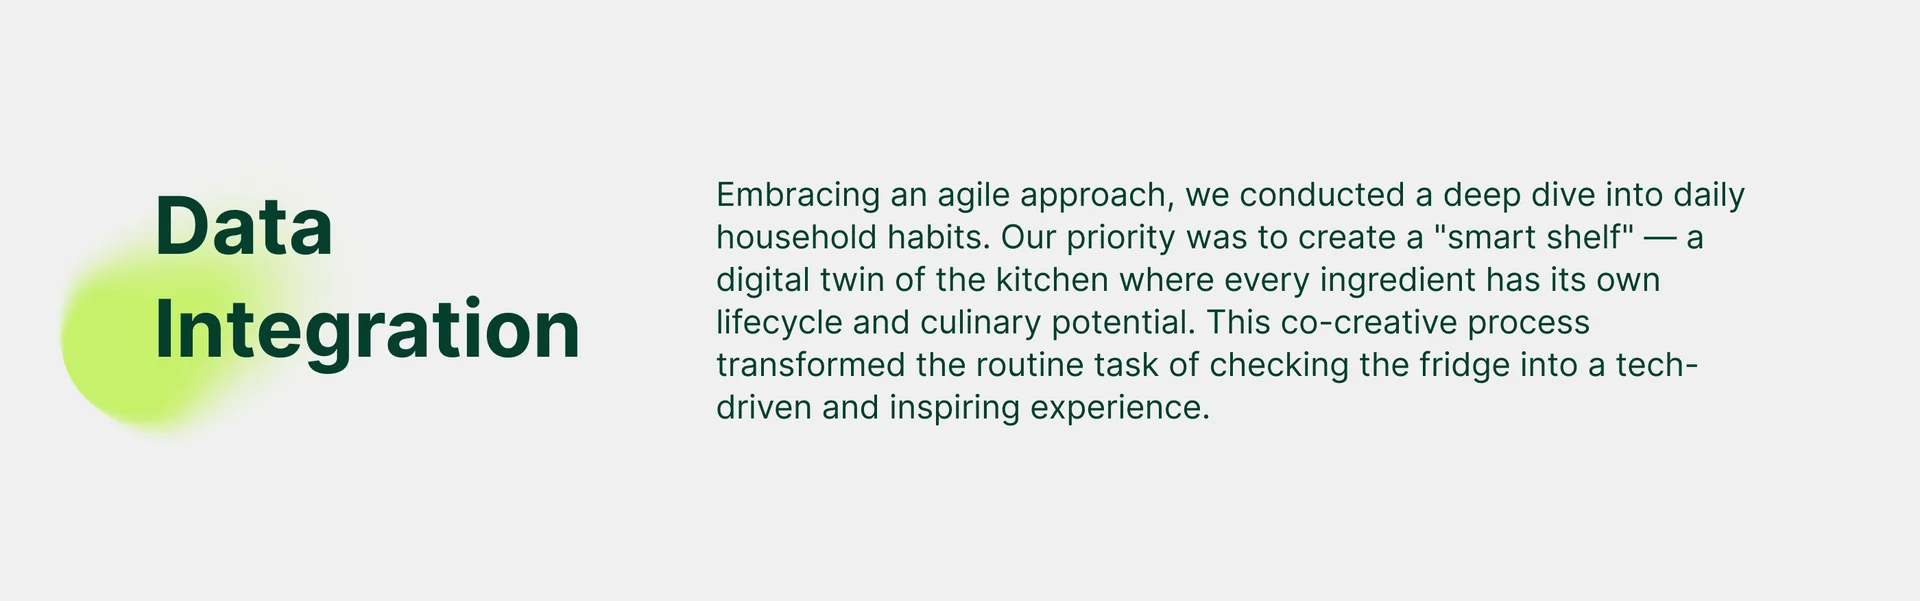 Data
Integration
Embracing an agile approach, we conducted a deep dive into daily
household habits. Our priority was to create a "smart shelf" — a
digital twin of the kitchen where every ingredient has its own
lifecycle and culinary potential. This co-creative process
transformed the routine task of checking the fridge into a tech-
driven and inspiring experience.